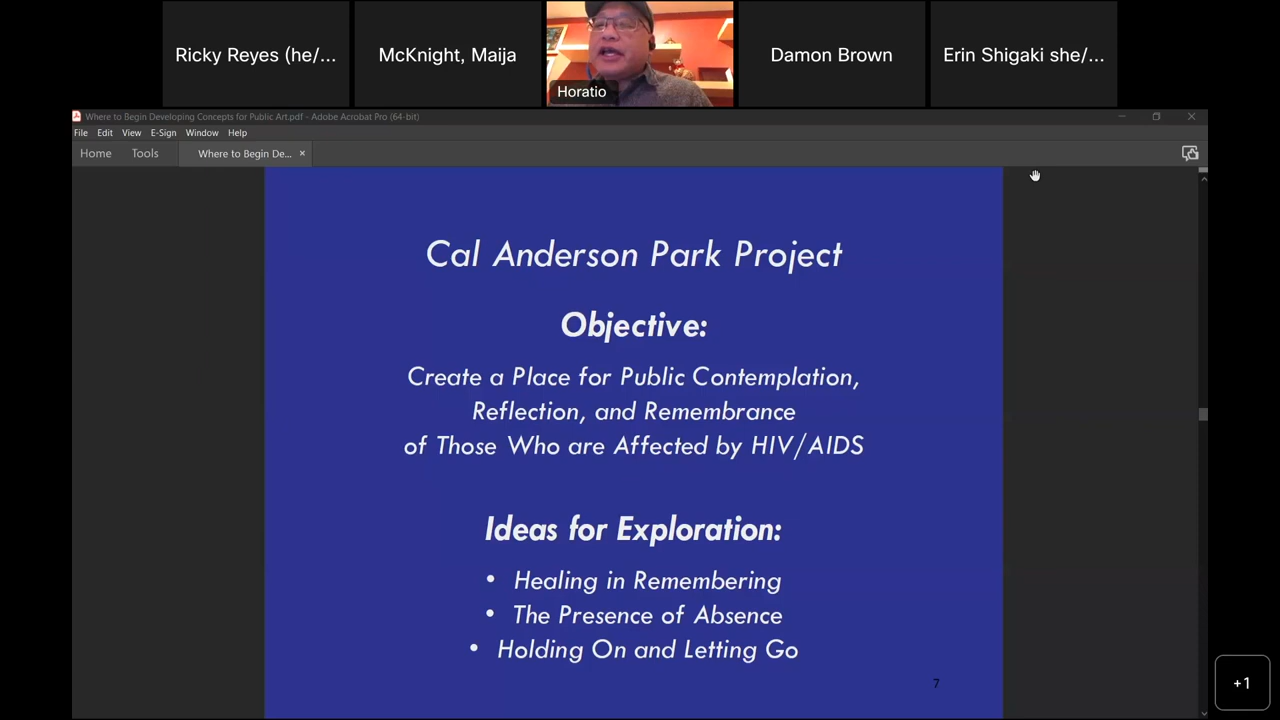 Ricky Reyes (he/...
McKnight, Maija
Horatio
Damon Brown
Erin Shigaki she/...
Where to Begin Developing Concepts for Public Art.pdf - Adobe Acrobat Pro (64-bit)
File Edit View E-Sign Window Help
Home Tools Where to Begin De... ×
Cal Anderson Park Project
Objective:
Create a Place for Public Contemplation,
Reflection, and Remembrance
of Those Who are Affected by HIV/AIDS
Ideas for Exploration:
• Healing in Remembering
• The Presence of Absence
• Holding On and Letting Go
7
+1